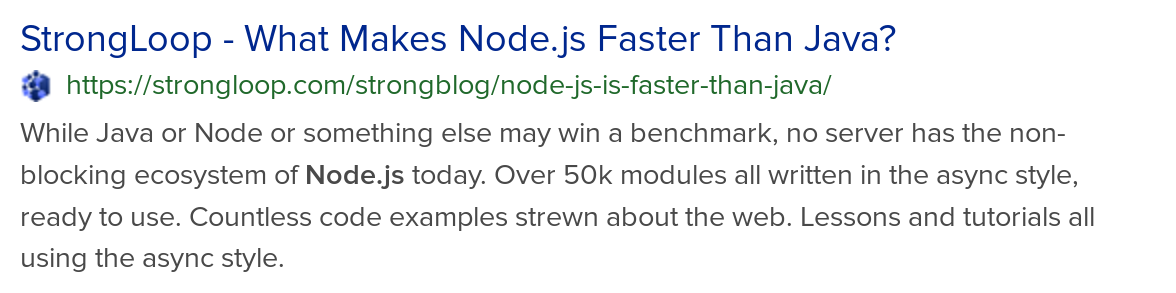 StrongLoop - What Makes Node.js Faster Than Java?
https://strongloop.com/strongblog/node-js-is-faster-than-java/
While Java or Node or something else may win a benchmark, no server has the non-
blocking ecosystem of Node.js today. Over 50k modules all written in the async style,
ready to use. Countless code examples strewn about the web. Lessons and tutorials all
using the async style.